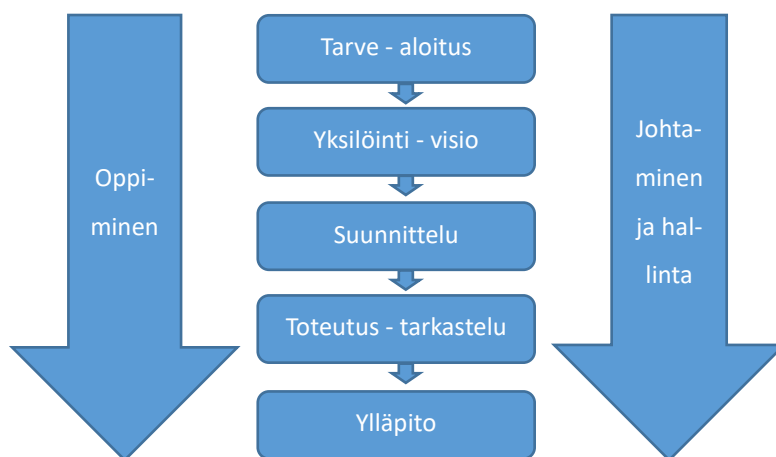 Oppi-
minen
Tarve - aloitus
Yksilöinti - visio
Suunnittelu
Toteutus - tarkastelu
Ylläpito
Johta-
minen
ja hal-
linta